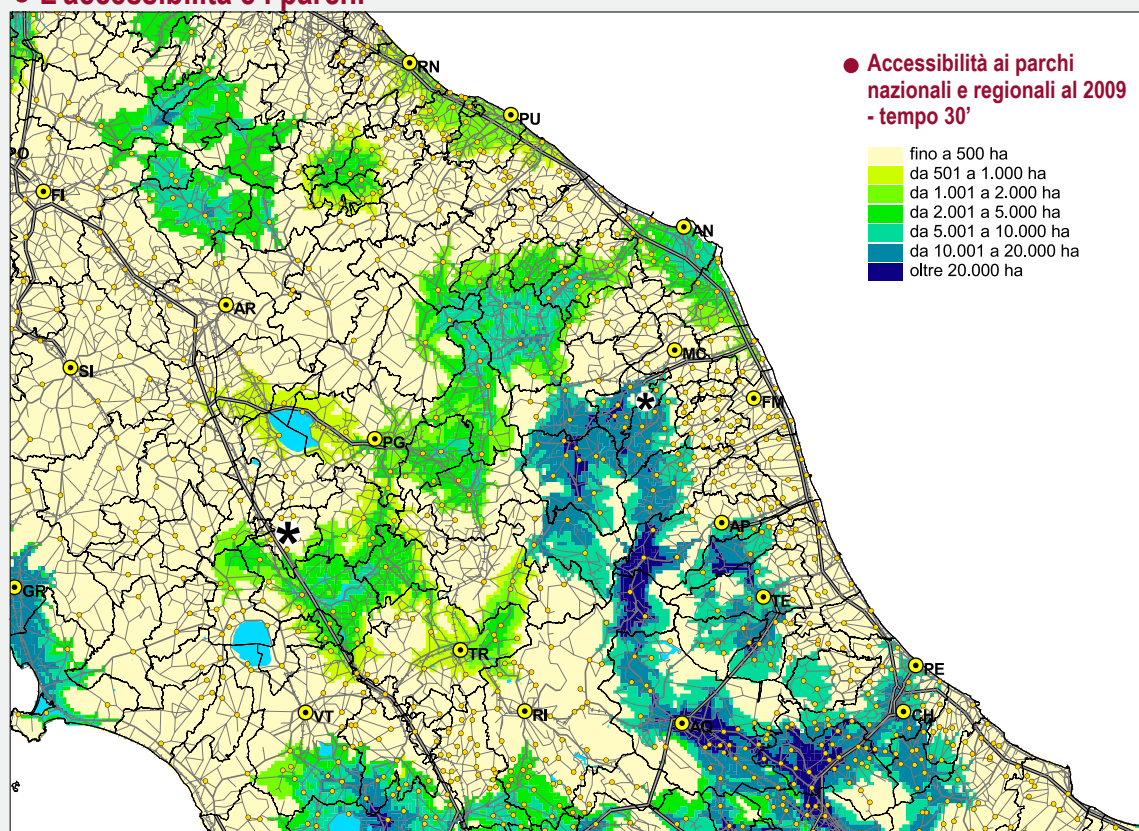 ● L'accessibilità e i parchi
● Accessibilità ai parchi
nazionali e regionali al 2009
- tempo 30'
fino a 500 ha
da 501 a 1.000 ha
da 1.001 a 2.000 ha
da 2.001 a 5.000 ha
da 5.001 a 10.000 ha
da 10.001 a 20.000 ha
oltre 20.000 ha
RN
PU
PO
FI
AN
AR
MC
SI
FM
PG
*
*
AP
GR
TE
TR
PE
VT
RI
CH
AQ